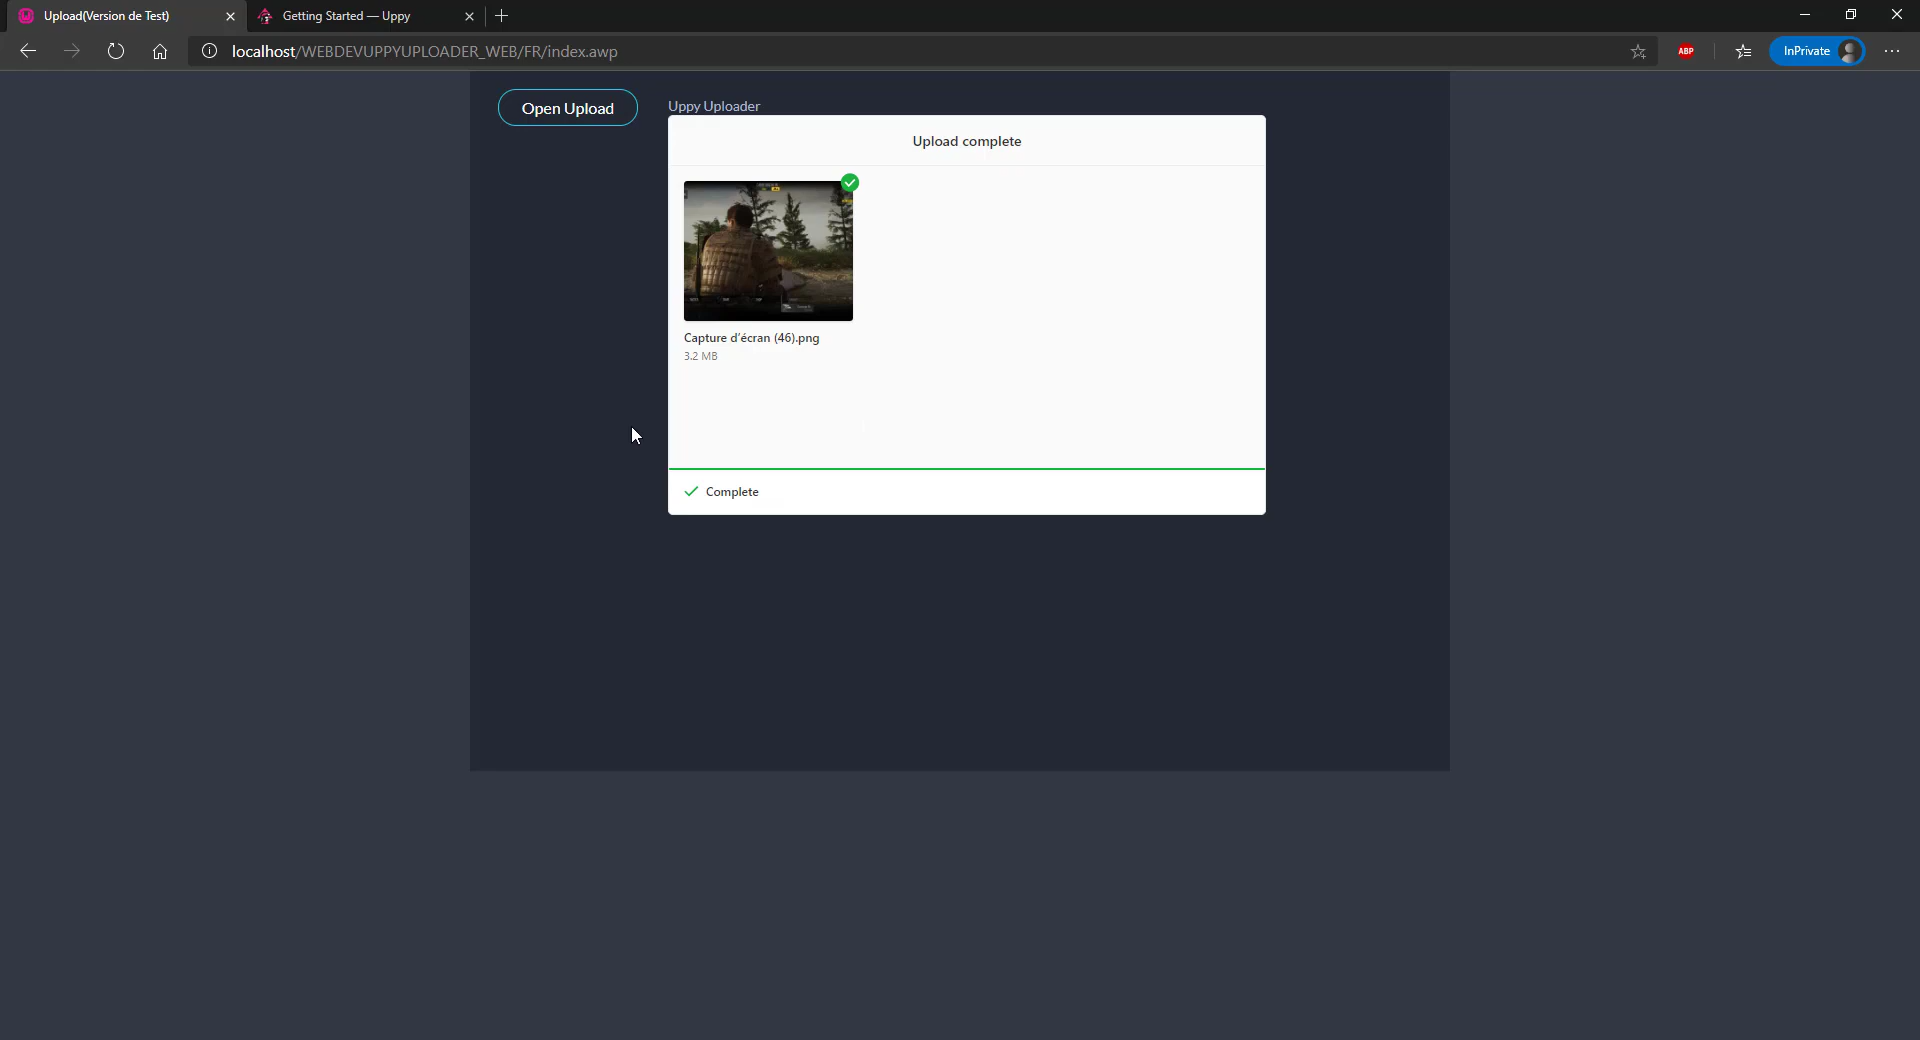 Upload(Version de Test)
Getting Started — Uppy
localhost/WEBDEVUPPYUPLOADER_WEB/FR/index.awp
ABP
InPrivate
Open Upload
Uppy Uploader
Upload complete
Capture d'écran (46).png
3.2 MB
Complete